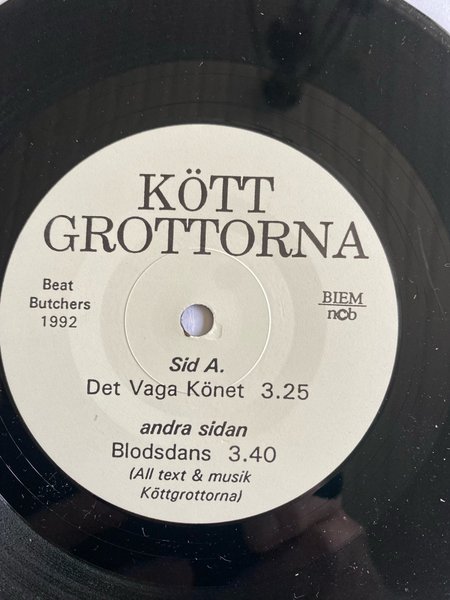 KÖTT
GROTTORNA
Beat
Butchers
1992
BIEM
ncb
Sid A.
Det Vaga Könet 3.25
andra sidan
Blodsdans 3.40
(All text & musik
Köttgrottorna)